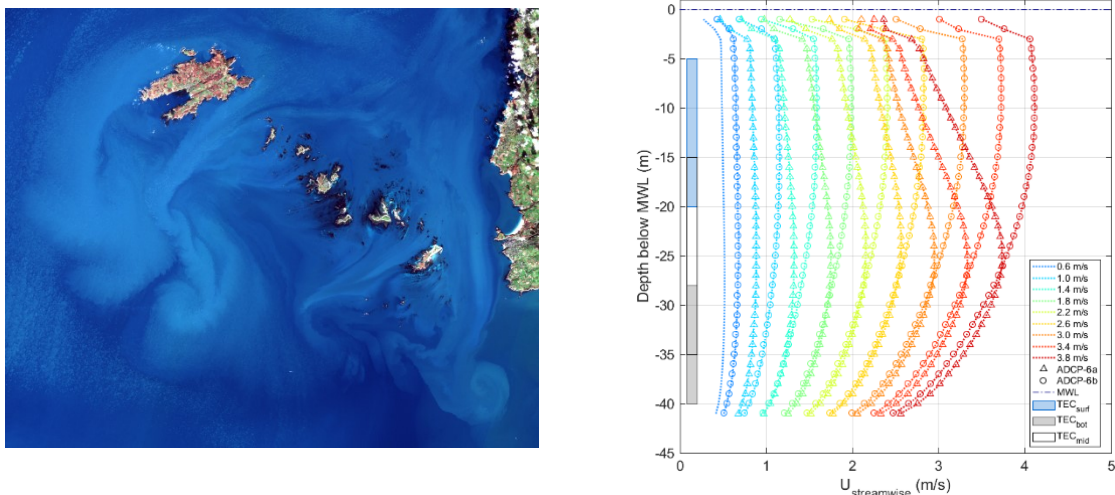 0
-5
-10
-15
-20
-25
-30
-35
-40
-45
Depth below MWL (m)
0.6 m/s
1.0 m/s
1.4 m/s
1.8 m/s
2.2 m/s
2.6 m/s
3.0 m/s
3.4 m/s
3.8 m/s
ADCP-6a
ADCP-6b
MWL
TEC surf
TEC bot
TEC mid
0 1 2 3 4 5
U streamwise (m/s)